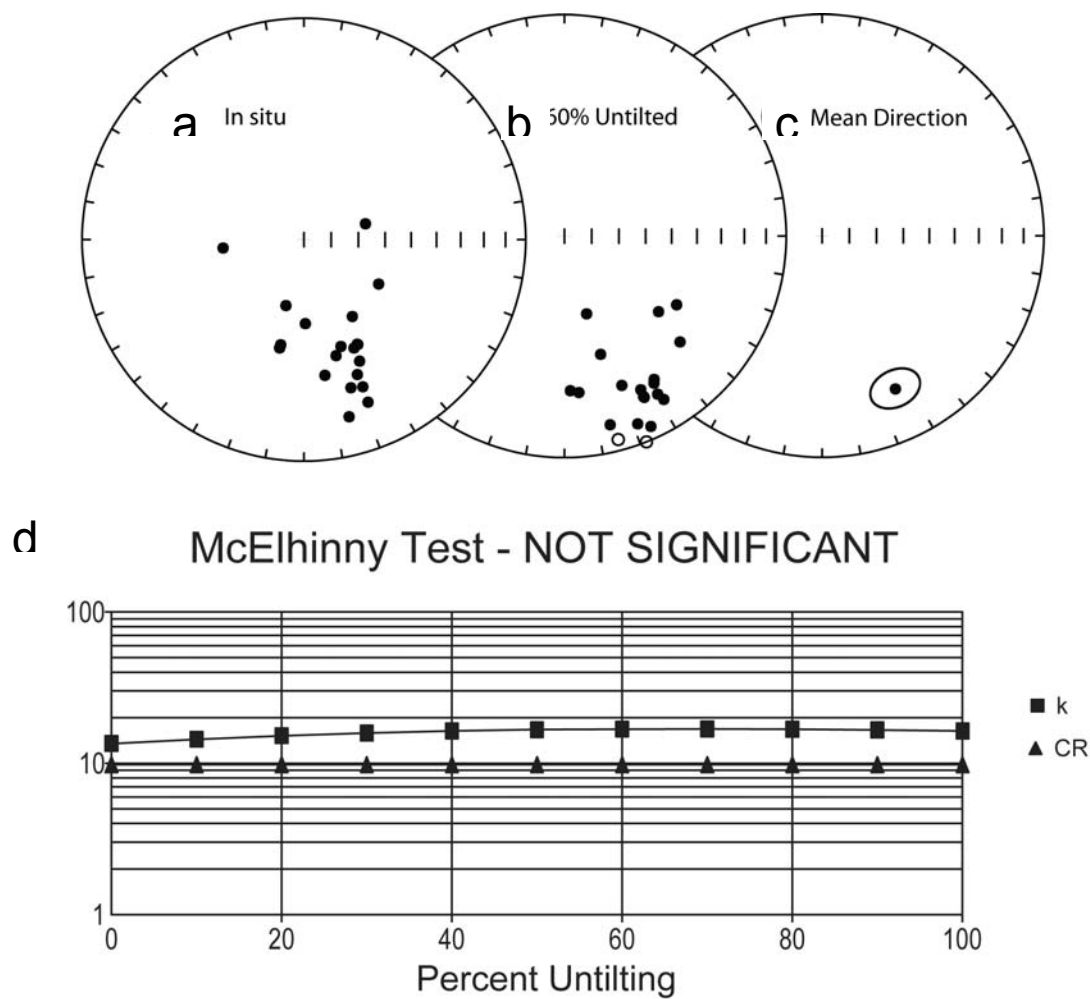 a In situ
b 60% Untilted
c Mean Direction
d
McElhinny Test - NOT SIGNIFICANT
100
10
1
0 20 40 60 80 100
Percent Untilting
k
CR